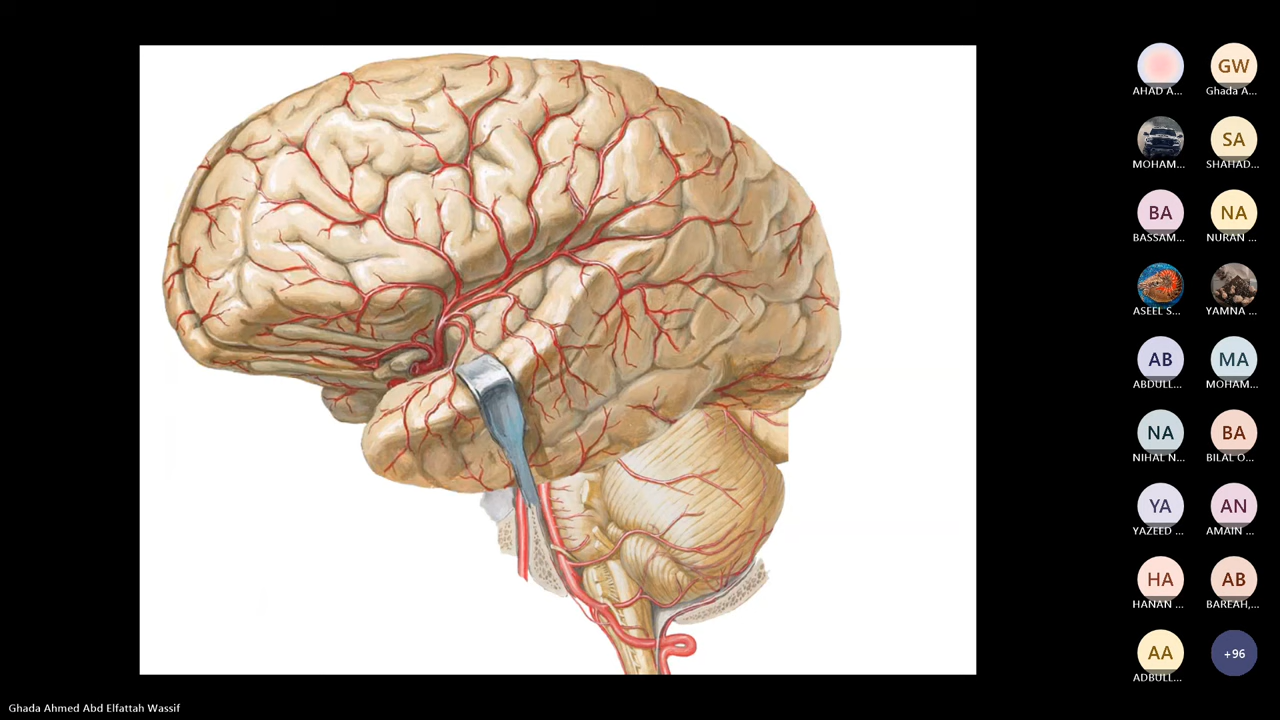 AHAD A...
GW
Ghada A...
MOHAM...
SA
SHAHAD...
BA
BASSAM...
NA
NURAN ...
ASEEL S...
YAMNA ...
AB
ABDULL...
MA
MOHAM...
NA
NIHAL N...
BA
BILAL O...
YA
YAZEED ...
AN
AMAIN ...
HA
HANAN ...
AB
BAREAH,...
AA
ADBULL...
+96
Ghada Ahmed Abd Elfattah Wassif